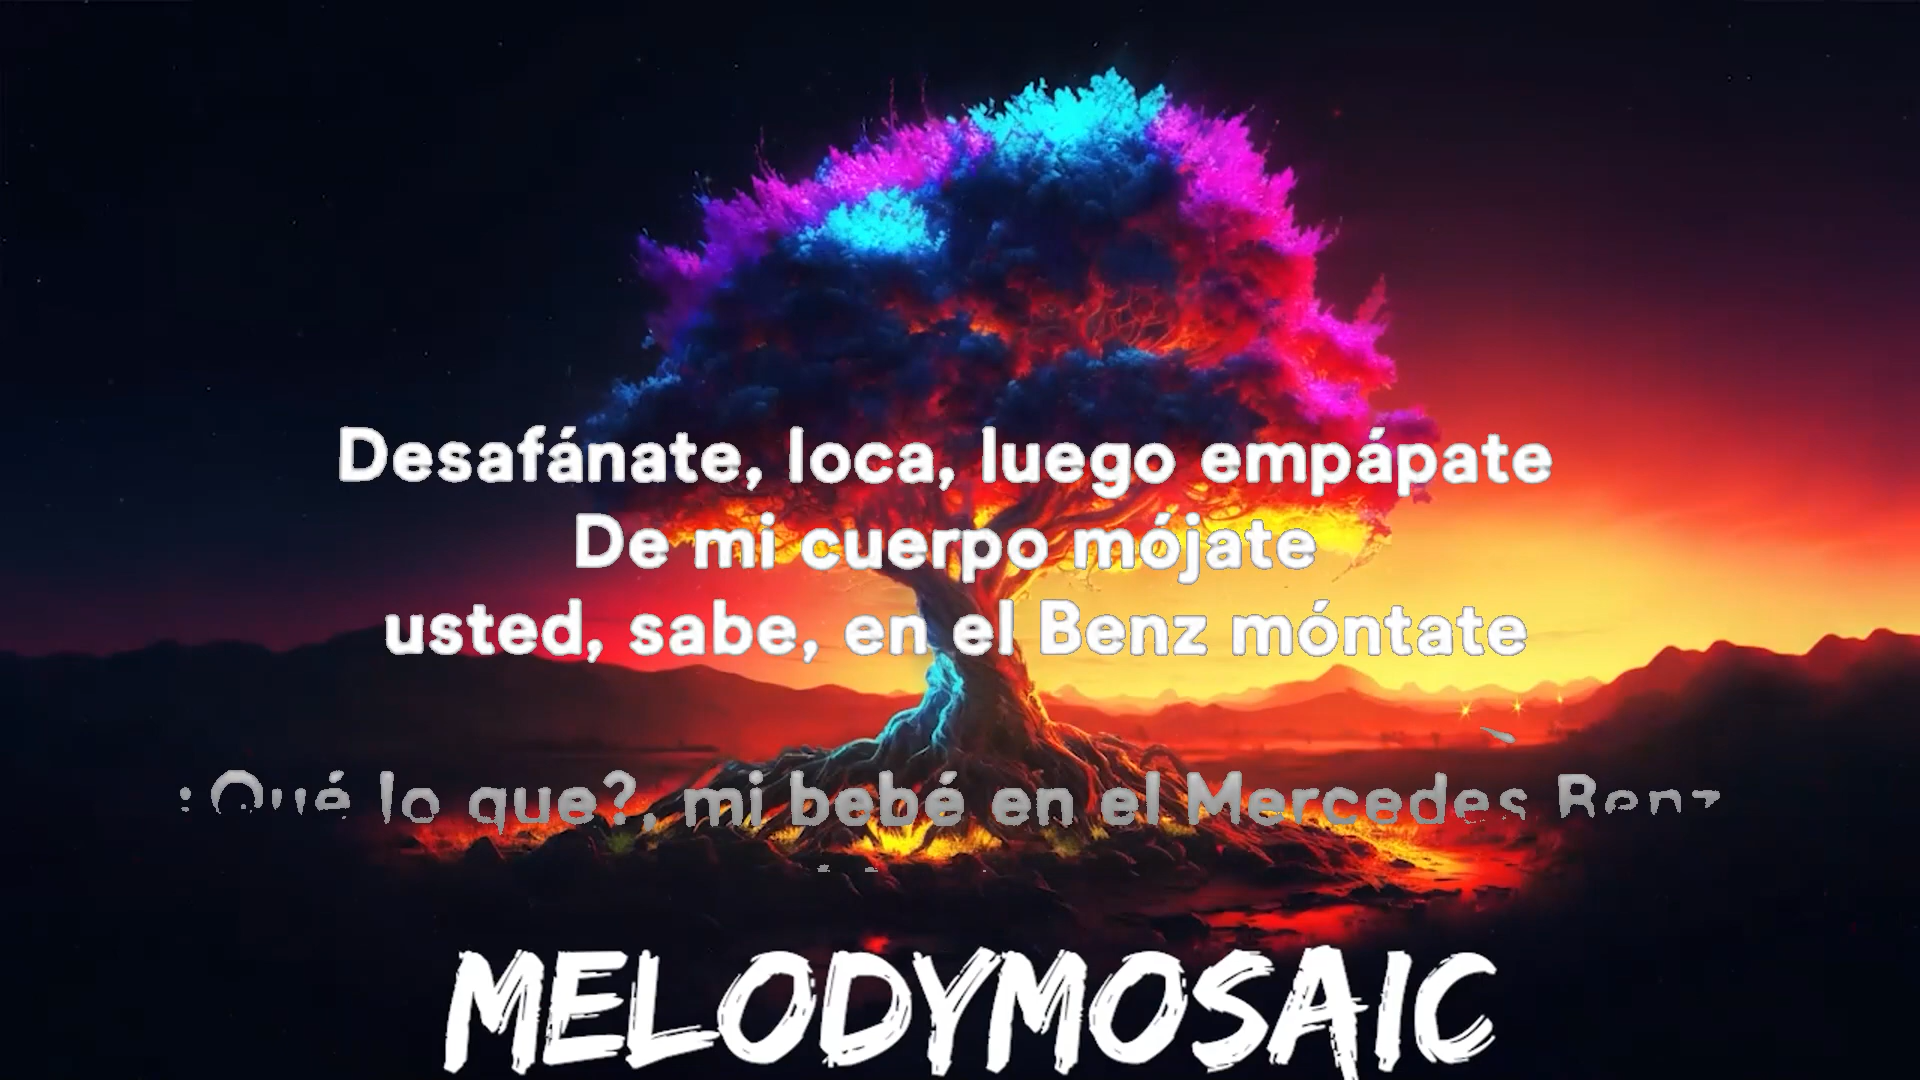 Desafánate, loca, luego empápate
De mi cuerpo mójate
usted, sabe, en el Benz móntate
¿Qué lo que?, mi bebé en el Mercedes Benz
MELODYMOSAIC